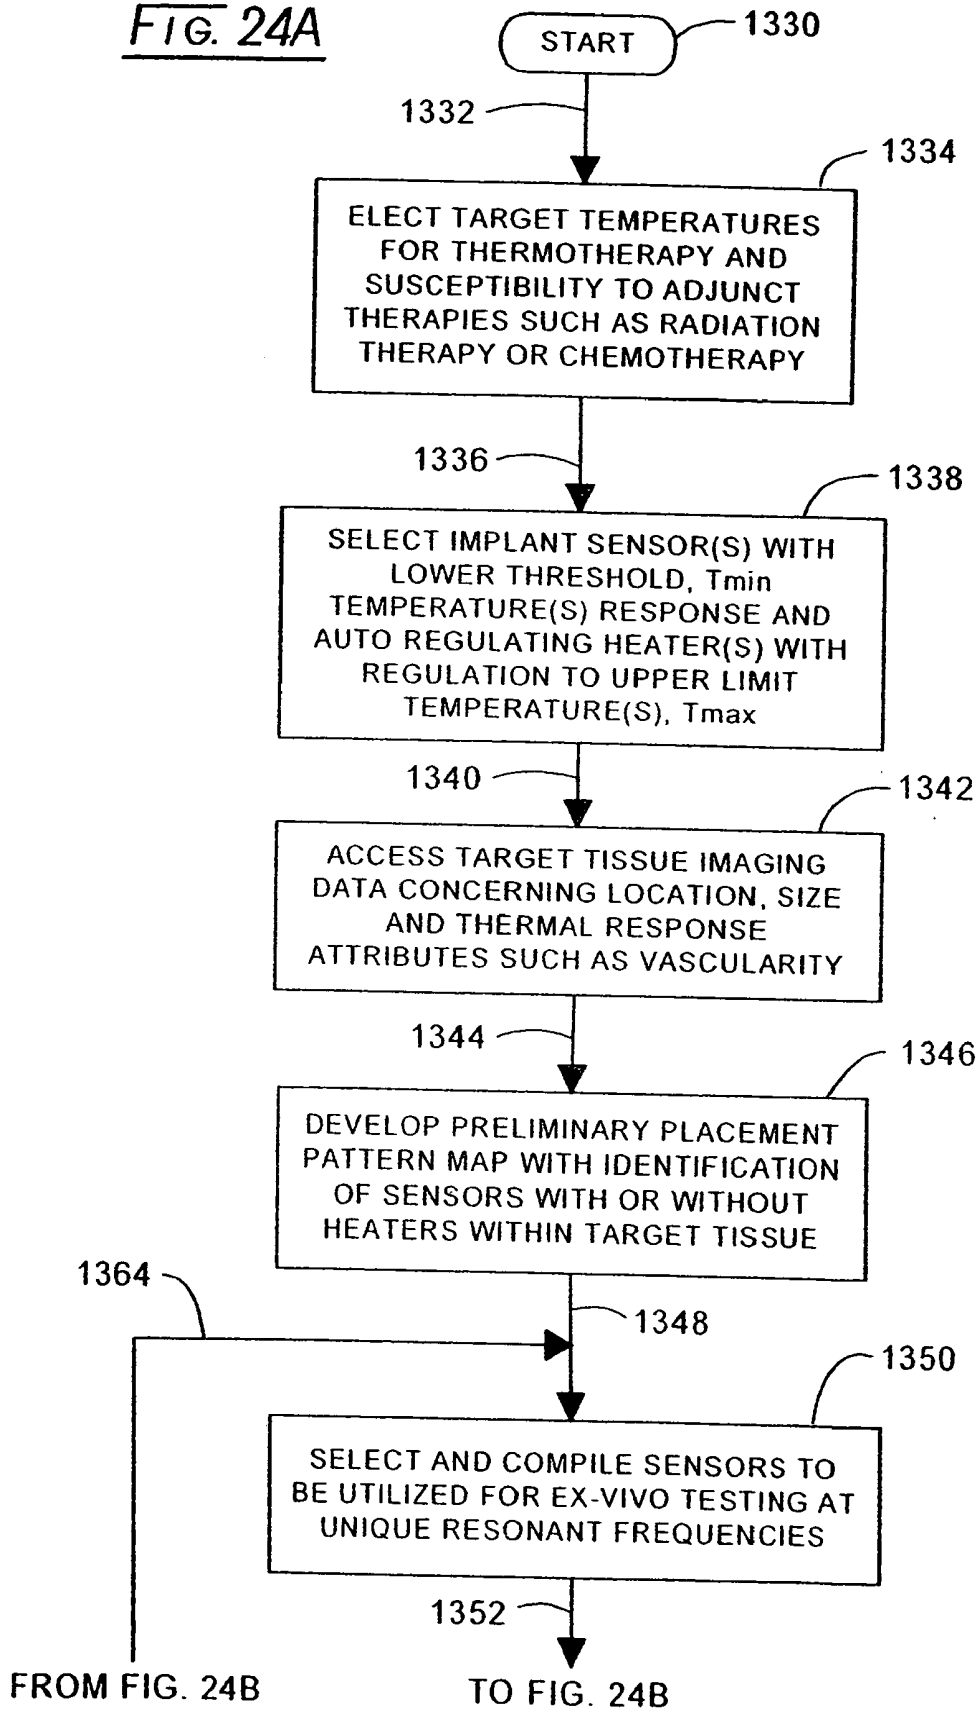 FIG. 24A
START
1330
1332
1334
ELECT TARGET TEMPERATURES
FOR THERMOTHERAPY AND
SUSCEPTIBILITY TO ADJUNCT
THERAPIES SUCH AS RADIATION
THERAPY OR CHEMOTHERAPY
1336
1338
SELECT IMPLANT SENSOR(S) WITH
LOWER THRESHOLD, Tmin
TEMPERATURE(S) RESPONSE AND
AUTO REGULATING HEATER(S) WITH
REGULATION TO UPPER LIMIT
TEMPERATURE(S), Tmax
1340
1342
ACCESS TARGET TISSUE IMAGING
DATA CONCERNING LOCATION, SIZE
AND THERMAL RESPONSE
ATTRIBUTES SUCH AS VASCULARITY
1344
1346
DEVELOP PRELIMINARY PLACEMENT
PATTERN MAP WITH IDENTIFICATION
OF SENSORS WITH OR WITHOUT
HEATERS WITHIN TARGET TISSUE
1364
1348
1350
SELECT AND COMPILE SENSORS TO
BE UTILIZED FOR EX-VIVO TESTING AT
UNIQUE RESONANT FREQUENCIES
1352
FROM FIG. 24B
TO FIG. 24B